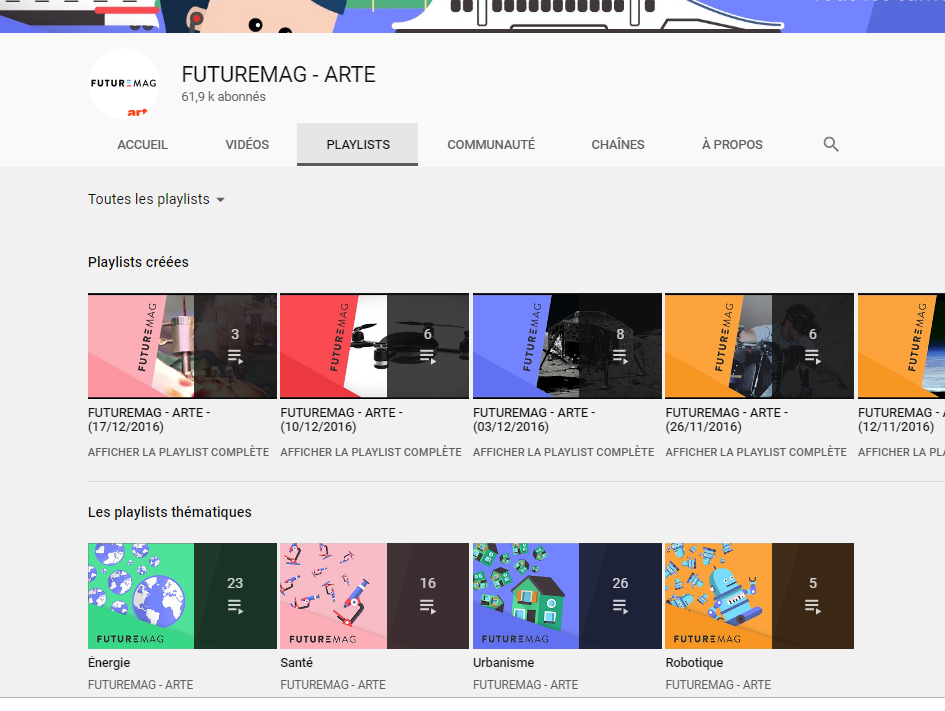 FUTUREMAG
arte
FUTUREMAG - ARTE
61,9 k abonnés
ACCUEIL
VIDÉOS
PLAYLISTS
COMMUNAUTÉ
CHAÎNES
À PROPOS
Toutes les playlists
Playlists créées
FUTUREMAG
3
FUTUREMAG
6
FUTUREMAG
8
FUTUREMAG
6
FUTUREMAG
FUTUREMAG - ARTE -
(17/12/2016)
FUTUREMAG - ARTE -
(10/12/2016)
FUTUREMAG - ARTE -
(03/12/2016)
FUTUREMAG - ARTE -
(26/11/2016)
FUTUREMAG -
(12/11/2016)
AFFICHER LA PLAYLIST COMPLÈTE
AFFICHER LA PLAYLIST COMPLÈTE
AFFICHER LA PLAYLIST COMPLÈTE
AFFICHER LA PLAYLIST COMPLÈTE
AFFICHER LA
Les playlists thématiques
23
FUTUREMAG
16
FUTUREMAG
26
FUTUREMAG
5
FUTUREMAG
Énergie
Santé
Urbanisme
Robotique
FUTUREMAG - ARTE
FUTUREMAG - ARTE
FUTUREMAG - ARTE
FUTUREMAG - ARTE